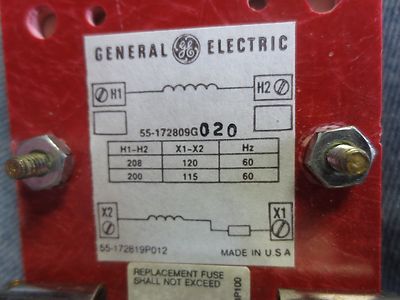 GENERAL GE ELECTRIC
H1 H2
55-172809G020
H1-H2 X1-X2 Hz
208 120 60
200 115 60
X2 X1
55-172819P012 MADE IN U.S.A
REPLACEMENT FUSE
SHALL NOT EXCEED